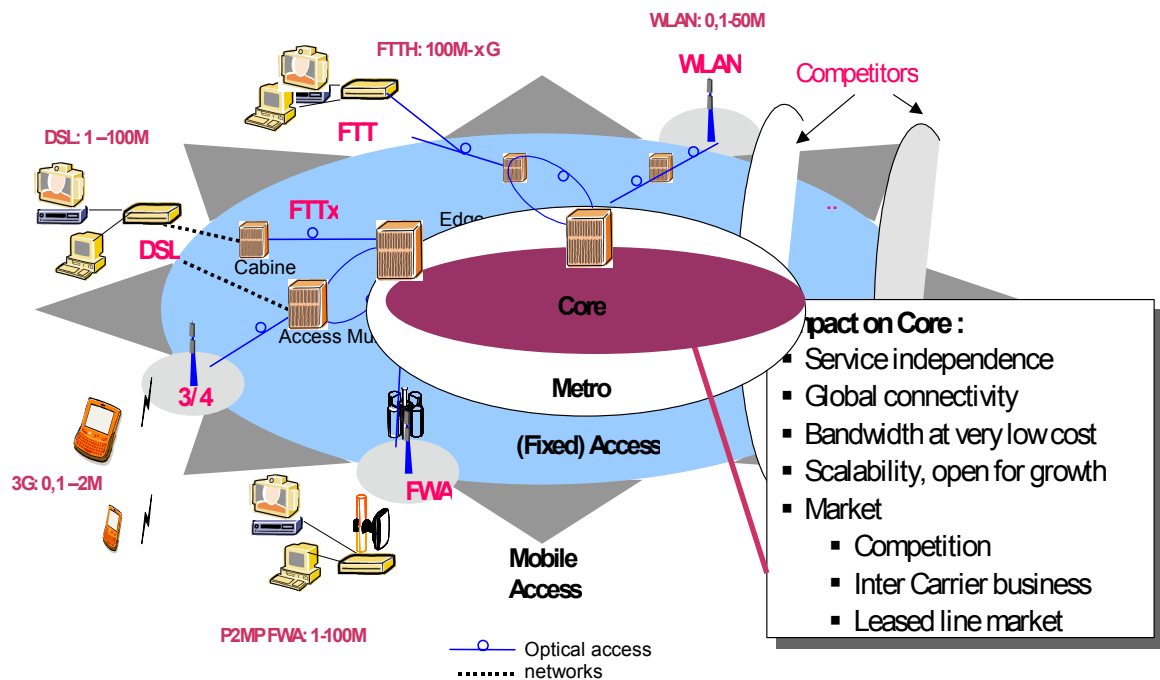 WLAN: 0,1-50M
FTTH: 100M- x G
WLAN
Competitors
DSL: 1 –100M
FTT
..
FTTx
Edge
DSL
Cabine
Core
Access Mu
mpact on Core :
▪ Service independence
▪ Global connectivity
▪ Bandwidth at very low cost
▪ Scalability, open for growth
▪ Market
▪ Competition
▪ Inter Carrier business
▪ Leased line market
Metro
3/4
(Fixed) Access
3G: 0,1 –2M
FWA
Mobile
Access
P2MP FWA: 1-100M
Optical access
networks